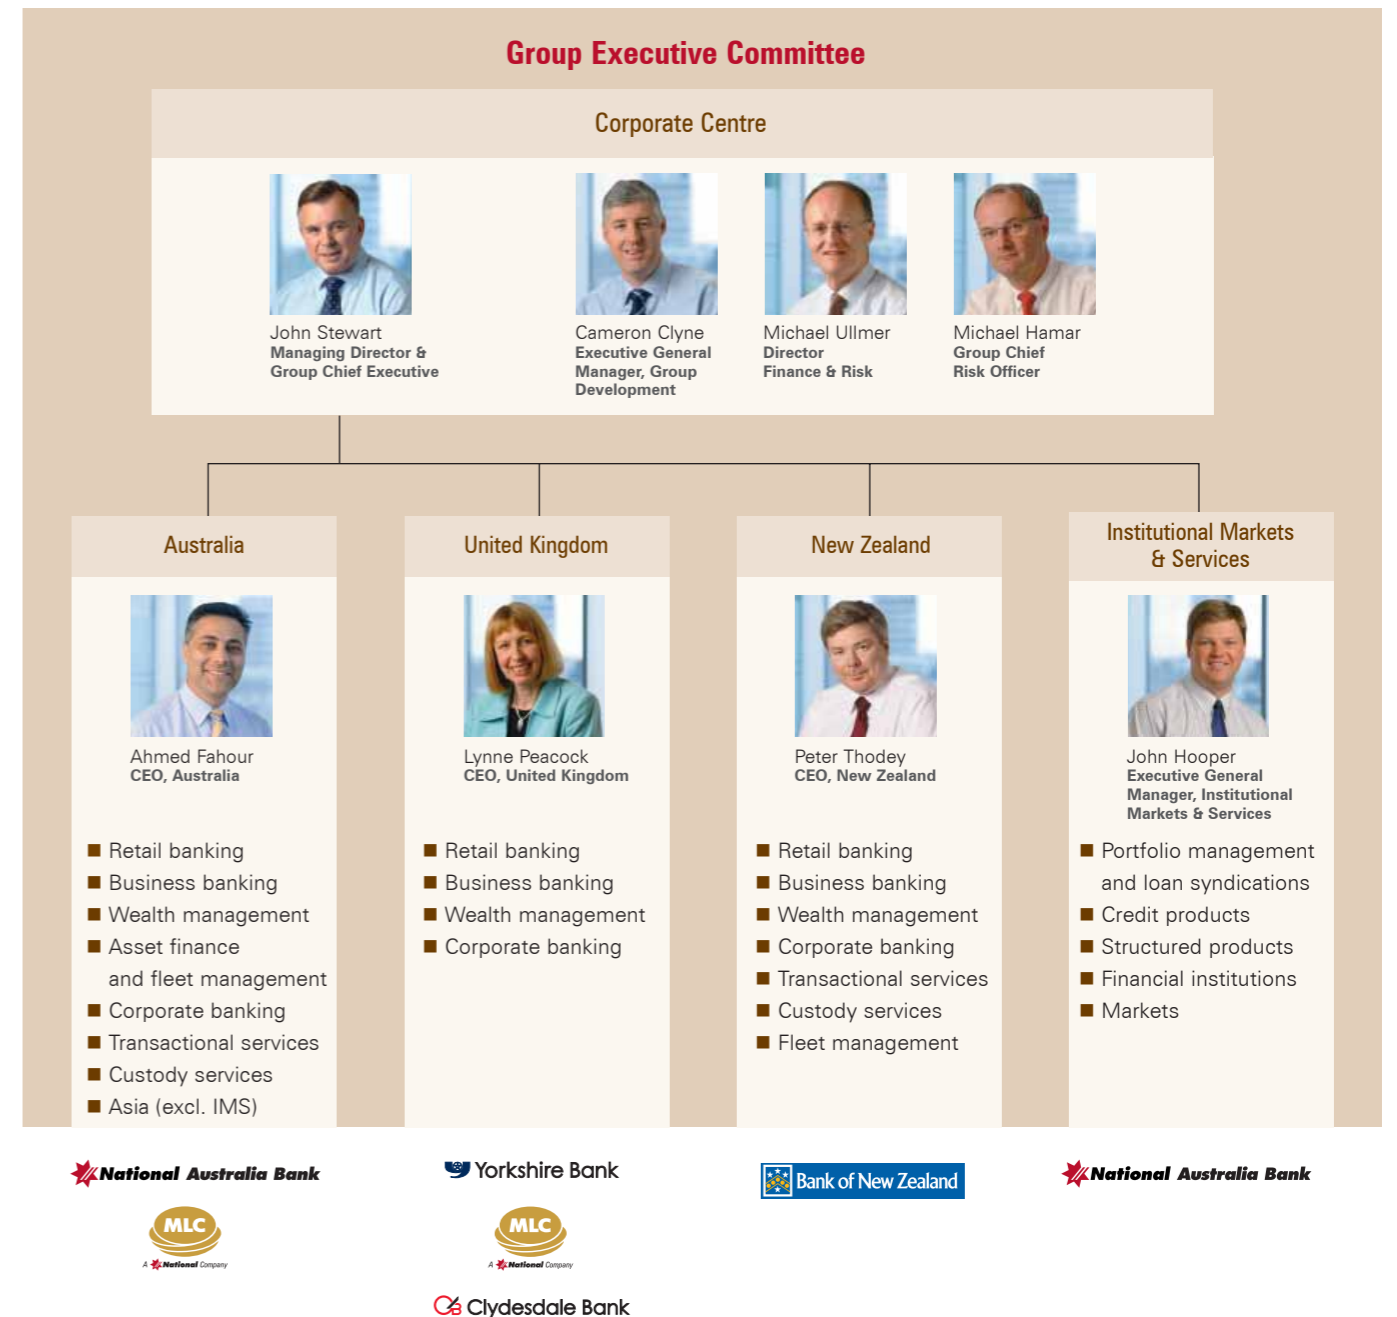 Group Executive Committee
Corporate Centre
John Stewart
Managing Director &
Group Chief Executive
Cameron Clyne
Executive General
Manager, Group
Development
Michael Ullmer
Director
Finance & Risk
Michael Hamar
Group Chief
Risk Officer
Australia
Ahmed Fahour
CEO, Australia
Retail banking
Business banking
Wealth management
Asset finance
and fleet management
Corporate banking
Transactional services
Custody services
Asia (excl. IMS)
National Australia Bank
MLC
A National Company
United Kingdom
Lynne Peacock
CEO, United Kingdom
Retail banking
Business banking
Wealth management
Corporate banking
Yorkshire Bank
MLC
A National Company
CB Clydesdale Bank
New Zealand
Peter Thodey
CEO, New Zealand
Retail banking
Business banking
Wealth management
Corporate banking
Transactional services
Custody services
Fleet management
Bank of New Zealand
Institutional Markets
& Services
John Hooper
Executive General
Manager, Institutional
Markets & Services
Portfolio management
and loan syndications
Credit products
Structured products
Financial institutions
Markets
National Australia Bank